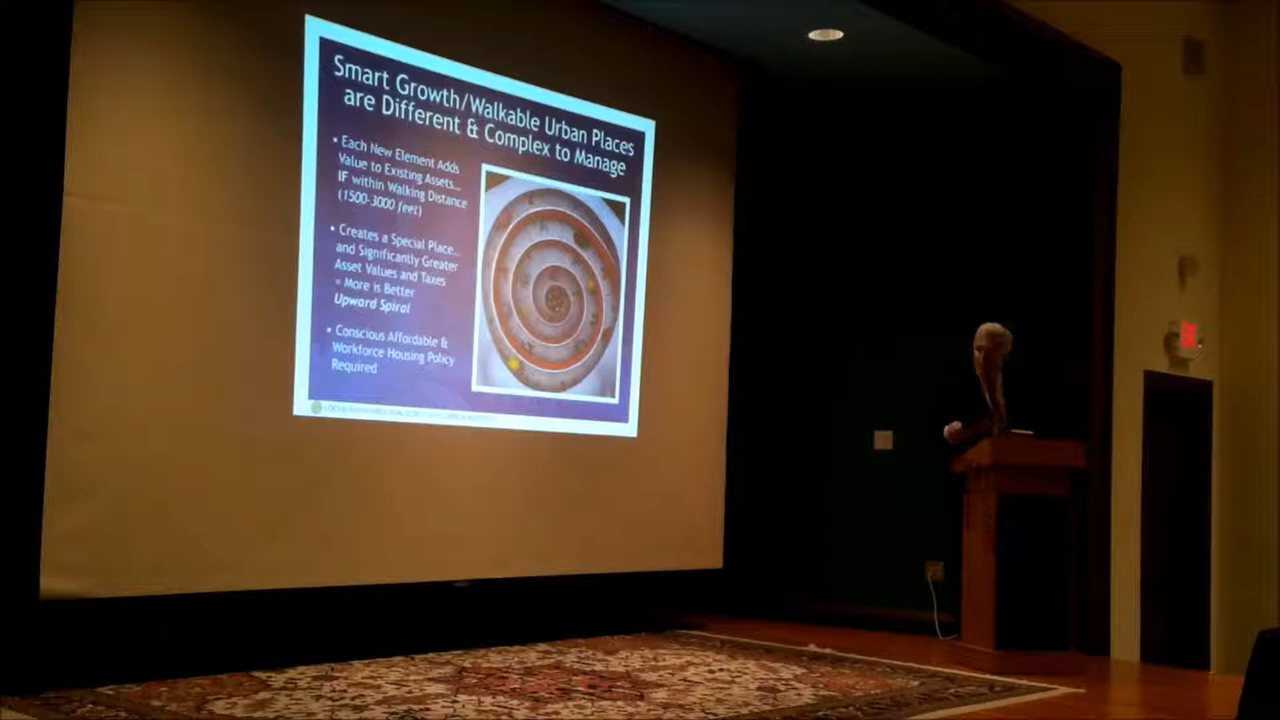 Smart Growth/Walkable Urban Places
are Different & Complex to Manage
• Each New Element Adds
Value to Existing Assets...
IF within Walking Distance
(1500-3000 feet)
• Creates a Special Place...
and Significantly Greater
Asset Values and Taxes
= More is Better
Upward Spiral
• Conscious Affordable &
Workforce Housing Policy
Required